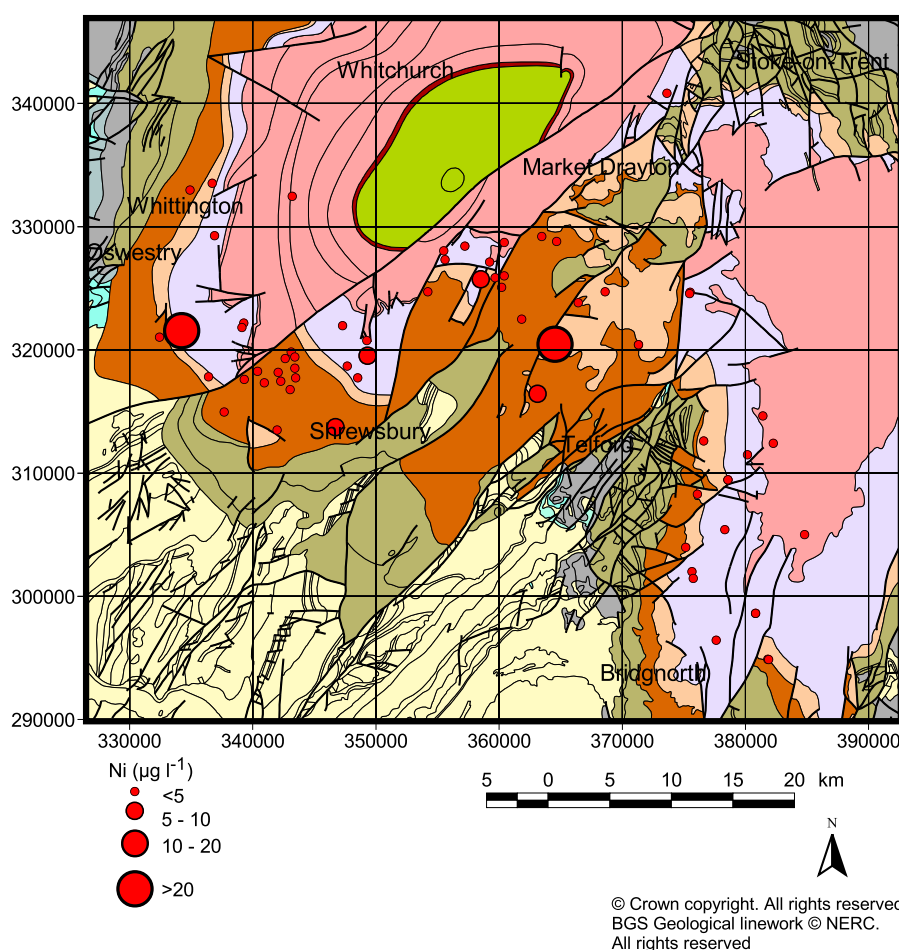 Whitchurch
Stoke-on-Trent
340000
Market Drayton
Whittington
330000
Oswestry
320000
Shrewsbury
Telford
310000
300000
Bridgnorth
290000
330000 340000 350000 360000 370000 380000 390000
Ni (µg l⁻¹)
<5
5 - 10
10 - 20
>20
5 0 5 10 15 20 km
N
© Crown copyright. All rights reserved
BGS Geological linework © NERC.
All rights reserved